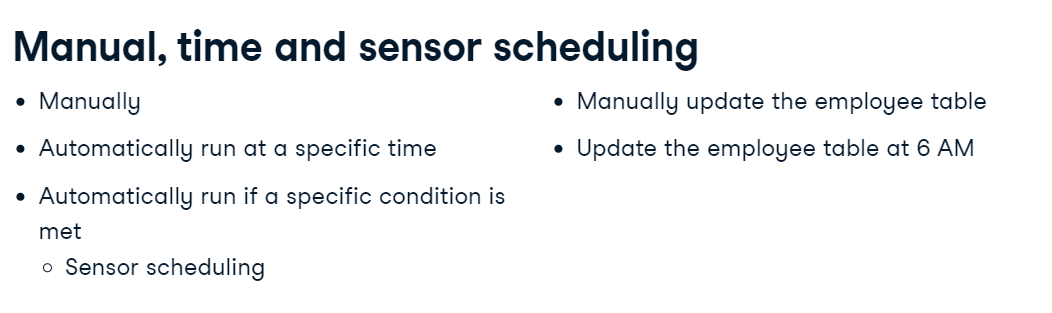 Manual, time and sensor scheduling
• Manually
• Automatically run at a specific time
• Automatically run if a specific condition is
met
○ Sensor scheduling
• Manually update the employee table
• Update the employee table at 6 AM